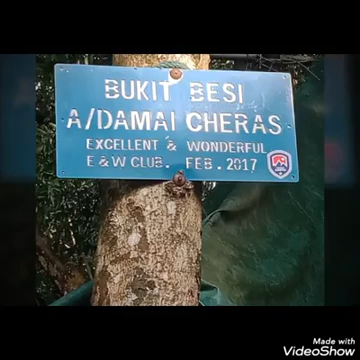 BUKIT BESI
A/DAMAI CHERAS
EXCELLENT & WONDERFUL
E & W CLUB. FEB. 2017
Made with
VideoShow